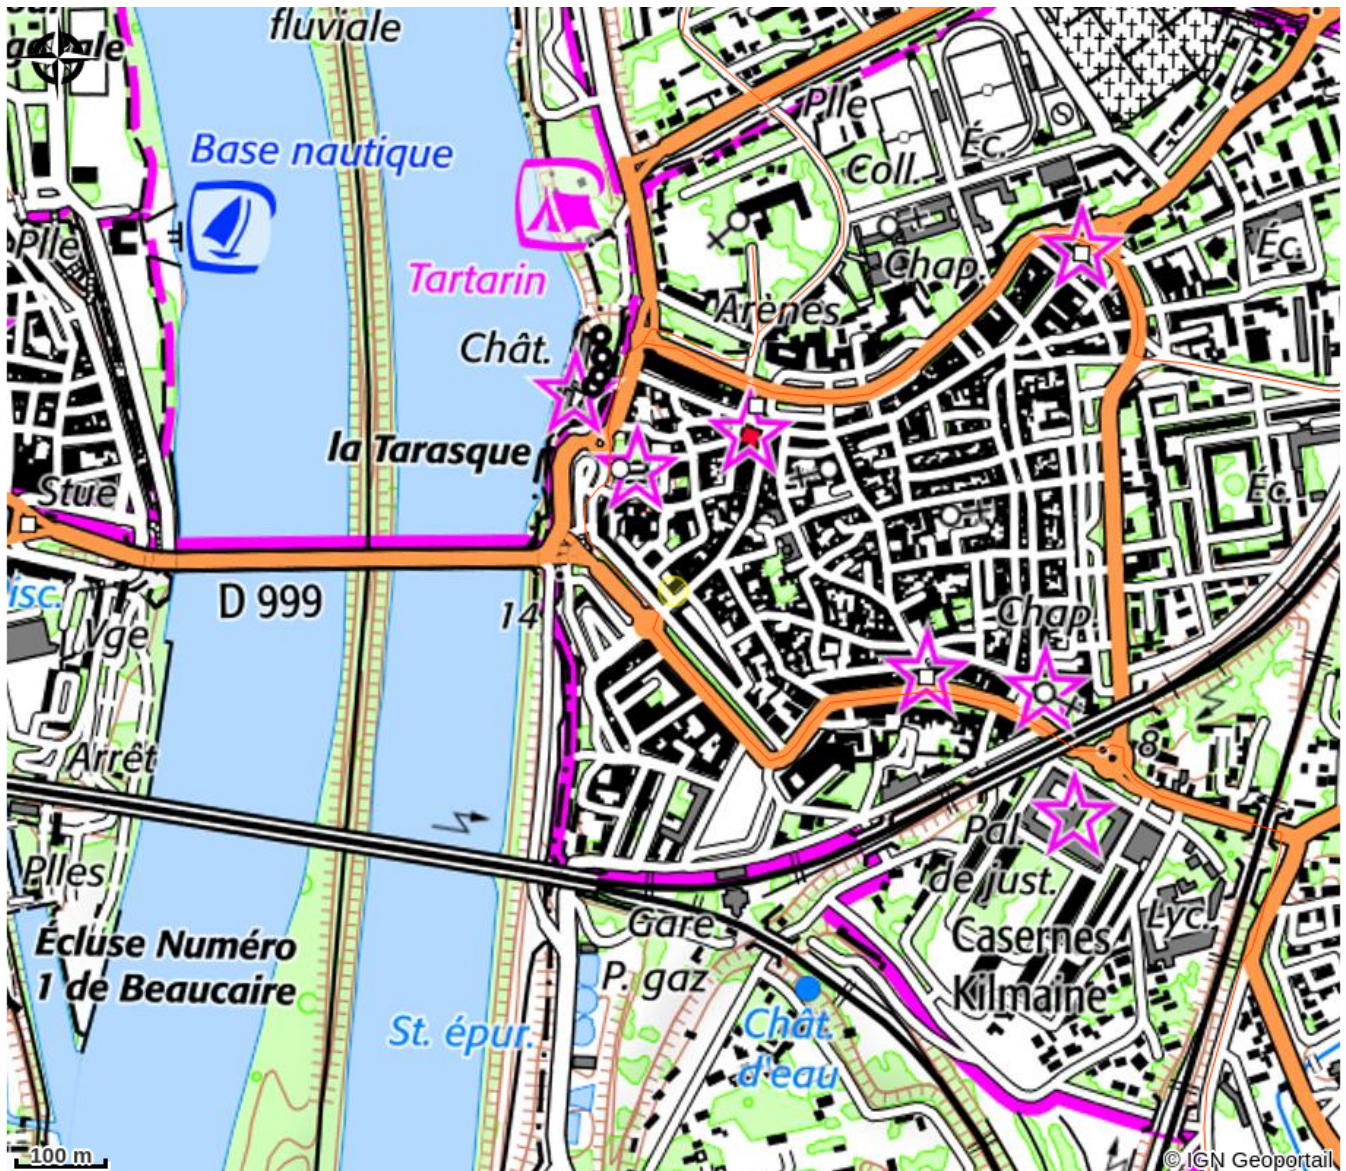 fluviale
Plle
Base nautique
Éc.
Coll.
Plle
Éc.
Chap.
Tartarin
Arènes
Chât.
la Tarasque
Stue
Éc.
D 999
14
Chap.
Vge
Arrêt
8
Pal.
de just.
Plles
Gare
Lyc.
Casernes
Kilmaine
Écluse Numéro
1 de Beaucaire
P. gaz
St. épur.
Chât.
d'eau
100 m
© IGN Geoportail